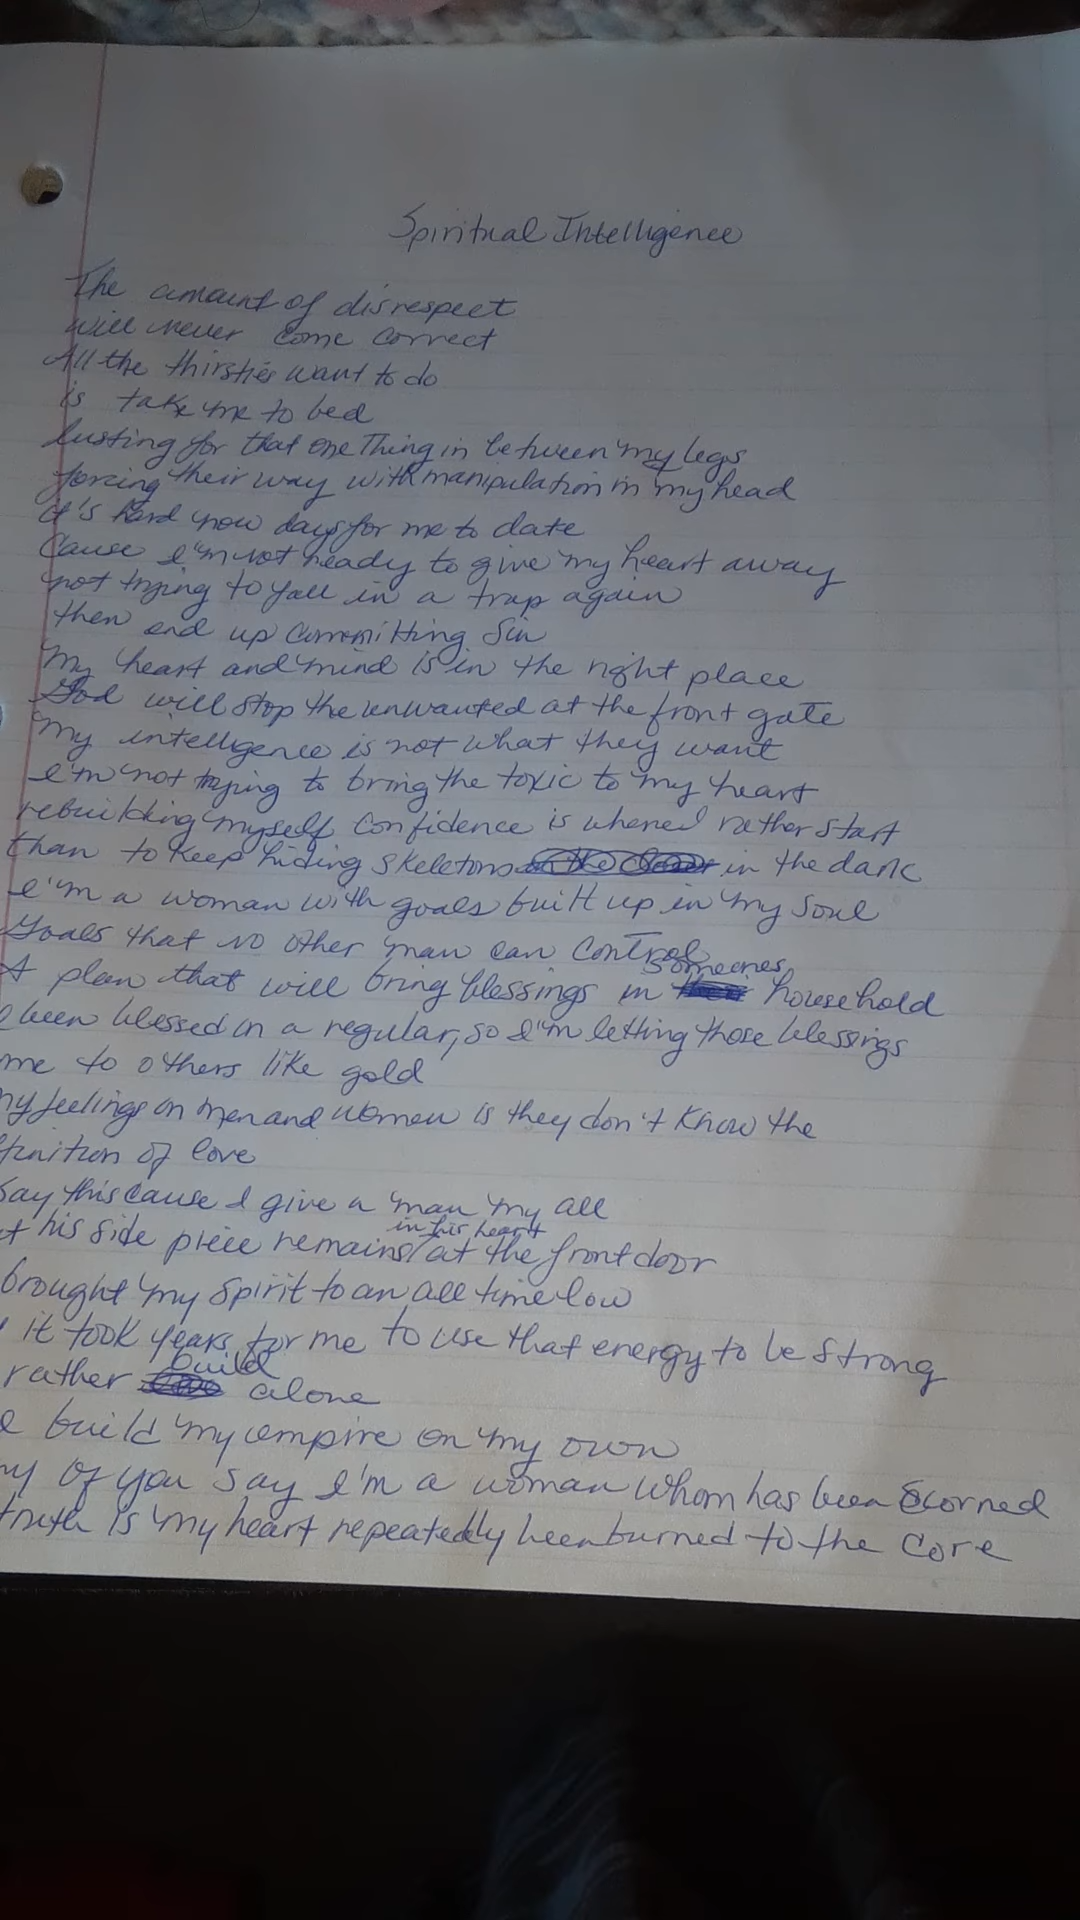 Spiritual Intelligence
The amount of disrespect
will never come correct
All the thirsties want to do
is take me to bed
lusting for that one Thing in between my legs
forcing their way with manipulation in my head
it's hard now days for me to date
Cause I'm not ready to give my heart away
not trying to fall in a trap again
then end up committing Sin
My heart and mind is in the right place
God will stop the unwanted at the front gate
My intelligence is not what they want
I'm not trying to bring the toxic to my heart
rebuilding myself confidence is where I rather start
than to keep hiding skeletons in the dark
I'm a woman with goals built up in my soul
Goals that no other man can control
A plan that will bring blessings in someones household
been blessed on a regular, so I'm letting those blessings
me to others like gold
my feelings on men and women is they don't know the
finition of love
Say this cause I give a man my all
his side piece remains in his heart at the front door
brought my Spirit to an all time low
it took years for me to use that energy to be strong
rather build alone
I build my empire on my own
ny of you say I'm a woman whom has been scorned
truth is my heart repeatedly been burned to the core